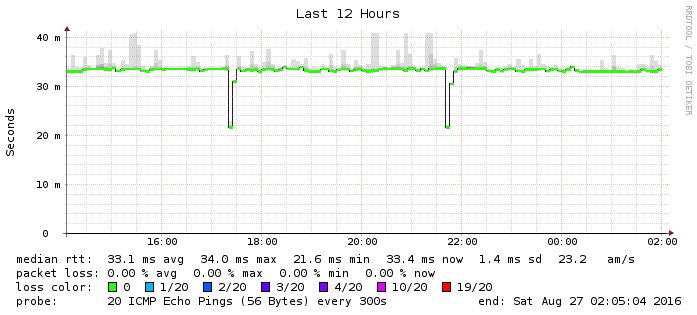 Last 12 Hours
RRDTOOL / TOBI OETIKER
Seconds
40 m
30 m
20 m
10 m
0
16:00 18:00 20:00 22:00 00:00 02:00
median rtt: 33.1 ms avg 34.0 ms max 21.6 ms min 33.4 ms now 1.4 ms sd 23.2 am/s
packet loss: 0.00 % avg 0.00 % max 0.00 % min 0.00 % now
loss color: 0 1/20 2/20 3/20 4/20 10/20 19/20
probe: 20 ICMP Echo Pings (56 Bytes) every 300s end: Sat Aug 27 02:05:04 2016